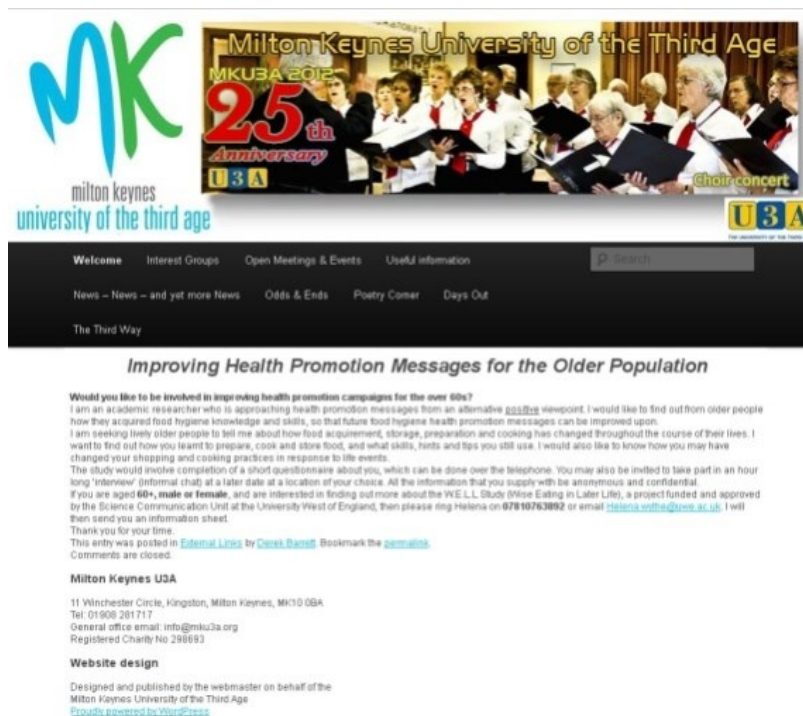 Milton Keynes University of the Third Age
MKU3A 2012
25th
Anniversary
U3A
Choir concert
MK
milton keynes
university of the third age
U3A
THE UNIVERSITY OF THE THIRD
Welcome Interest Groups Open Meetings & Events Useful information
Search
News – News – and yet more News Odds & Ends Poetry Corner Days Out
The Third Way
Improving Health Promotion Messages for the Older Population
Would you like to be involved in improving health promotion campaigns for the over 60s?
I am an academic researcher who is approaching health promotion messages from an alternative positive viewpoint. I would like to find out from older people
how they acquired food hygiene knowledge and skills, so that future food hygiene health promotion messages can be improved upon.
I am seeking lively older people to tell me about how food acquirement, storage, preparation and cooking has changed throughout the course of their lives. I
want to find out how you learnt to prepare, cook and store food, and what skills, hints and tips you still use. I would also like to know how you may have
changed your shopping and cooking practices in response to life events.
The study would involve completion of a short questionnaire about you, which can be done over the telephone. You may also be invited to take part in an hour
long 'interview' (informal chat) at a later date at a location of your choice. All the information that you supply with be anonymous and confidential.
If you are aged 60+, male or female, and are interested in finding out more about the W.E.L.L Study (Wise Eating in Later Life), a project funded and approved
by the Science Communication Unit at the University West of England, then please ring Helena on 07810763892 or email Helena.withe@uwe.ac.uk. I will
then send you an information sheet.
Thank you for your time.
This entry was posted in External Links by Derek Barrett. Bookmark the permalink.
Comments are closed.
Milton Keynes U3A
11 Winchester Circle, Kingston, Milton Keynes, MK10 0BA
Tel: 01908 281717
General office email: info@mku3a.org
Registered Charity No 298693
Website design
Designed and published by the webmaster on behalf of the
Milton Keynes University of the Third Age
Proudly powered by WordPress